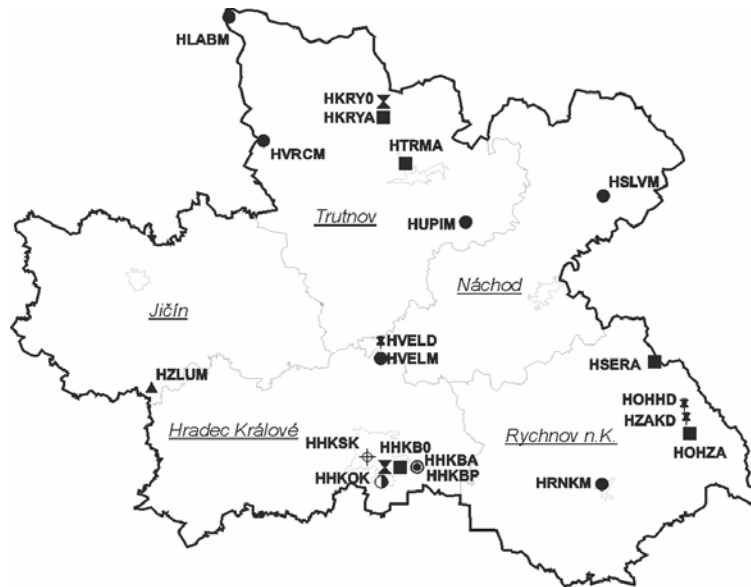 HLABM
HKRY0
HKRYA
HVRCM
HTRMA
HSLVM
Trutnov
HUPIM
Náchod
Jičín
HVELD
HVELM
HSERA
HZLUM
HOHHD
HZAKD
Hradec Králové
Rychnov n.K.
HOHZA
HHKSK
HHKB0
HHKBA
HHKOK
HHKBP
HRNKM